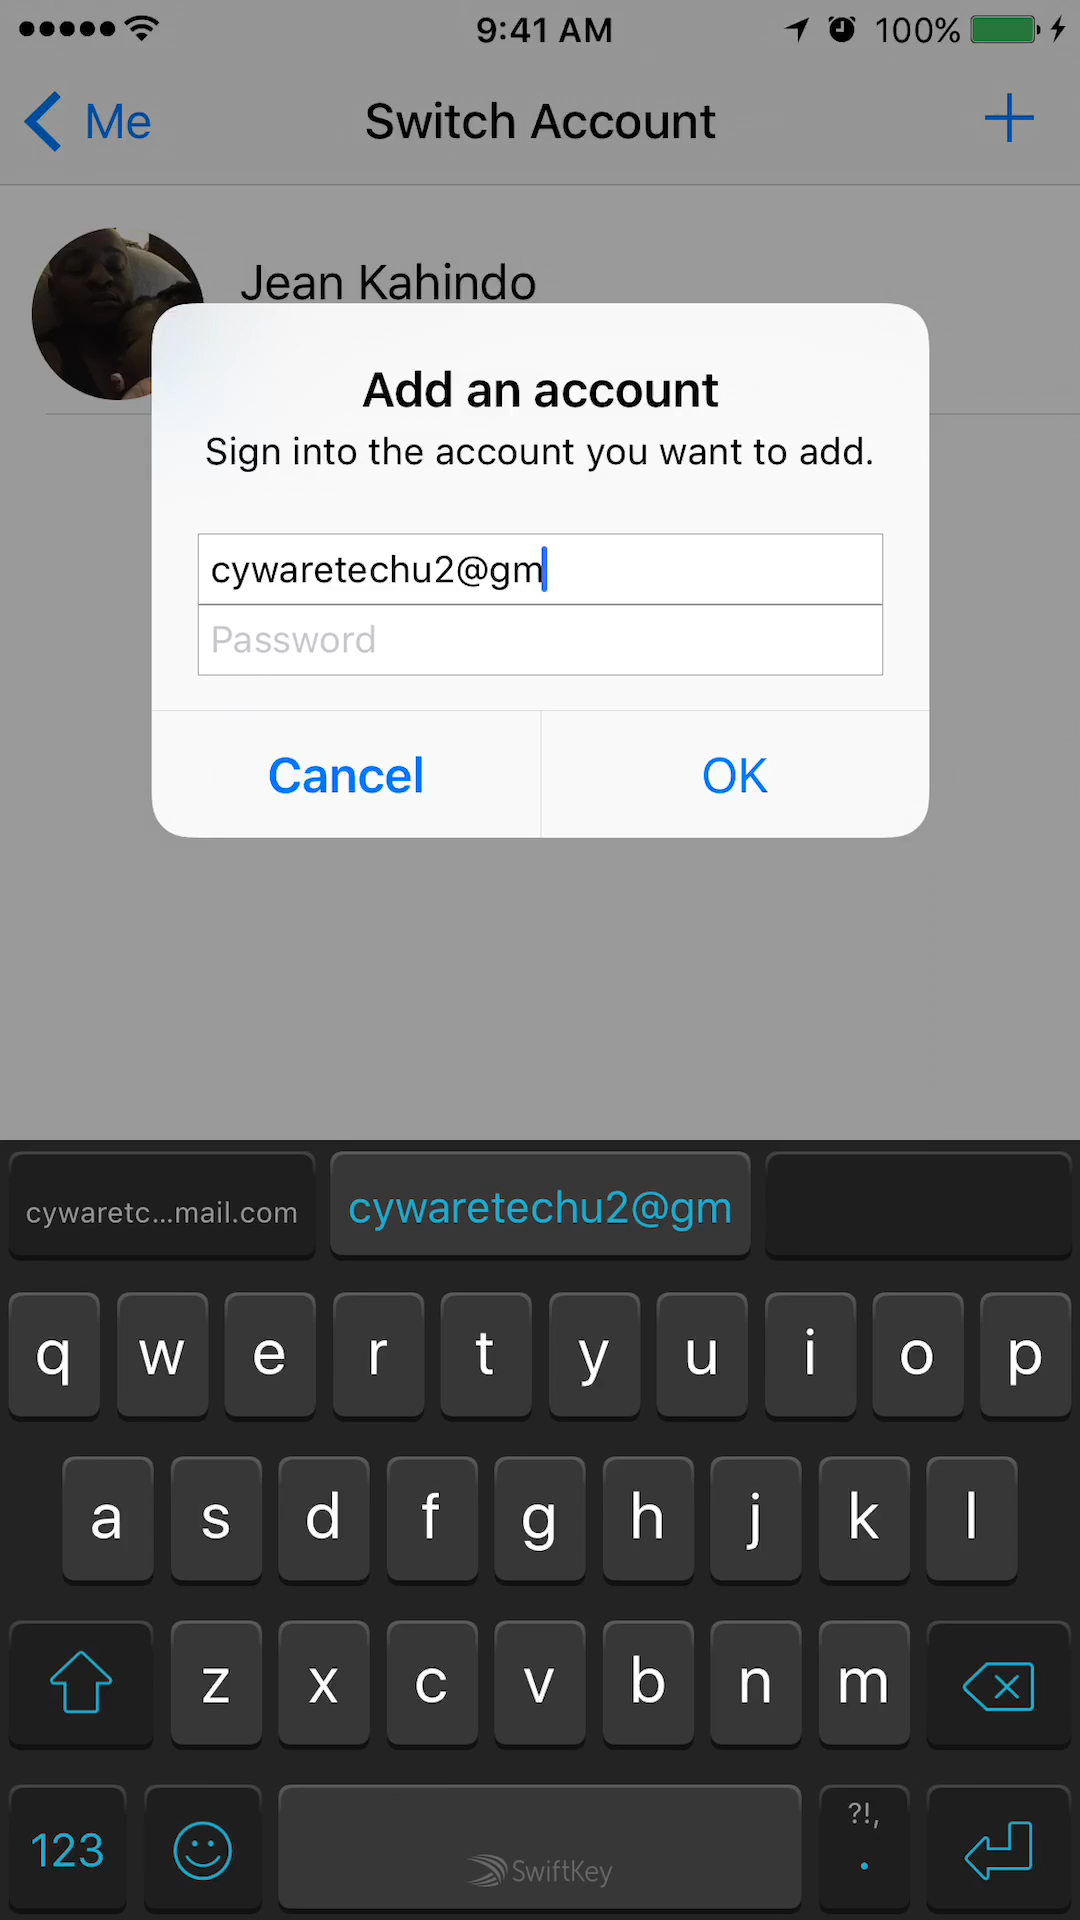 9:41 AM
100%
Me
Switch Account
Jean Kahindo
Add an account
Sign into the account you want to add.
cywaretechu2@gm
Password
Cancel
OK
cywaretc...mail.com
cywaretechu2@gm
q w e r t y u i o p
a s d f g h j k l
z x c v b n m
123
SwiftKey
?!,
.